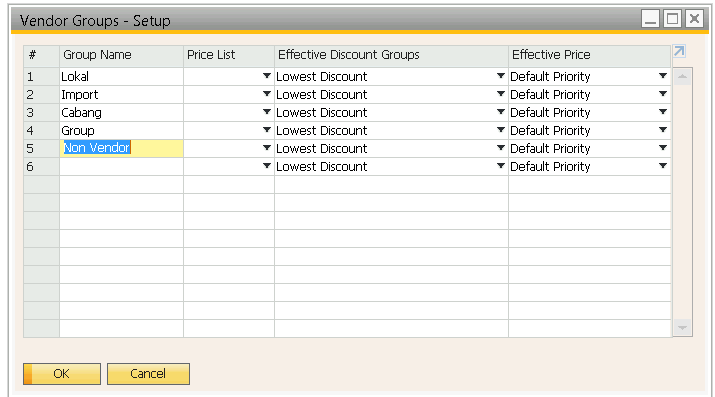 Vendor Groups - Setup
# Group Name Price List Effective Discount Groups Effective Price
1 Lokal Lowest Discount Default Priority
2 Import Lowest Discount Default Priority
3 Cabang Lowest Discount Default Priority
4 Group Lowest Discount Default Priority
5 Non Vendor Lowest Discount Default Priority
6 Lowest Discount Default Priority
OK Cancel